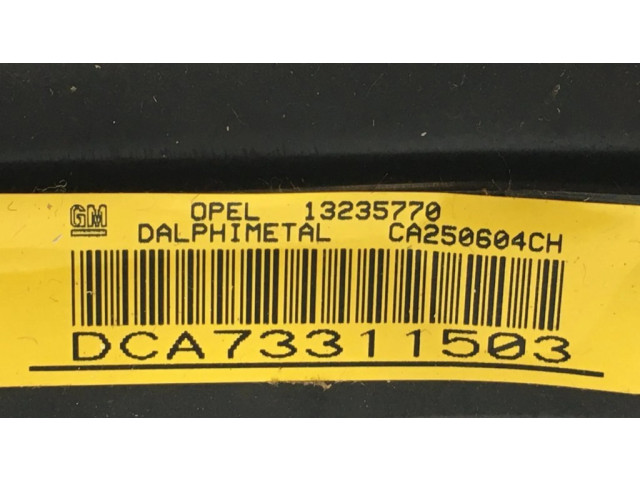 GM OPEL 13235770
DALPHIMETAL CA250604CH
DCA73311503